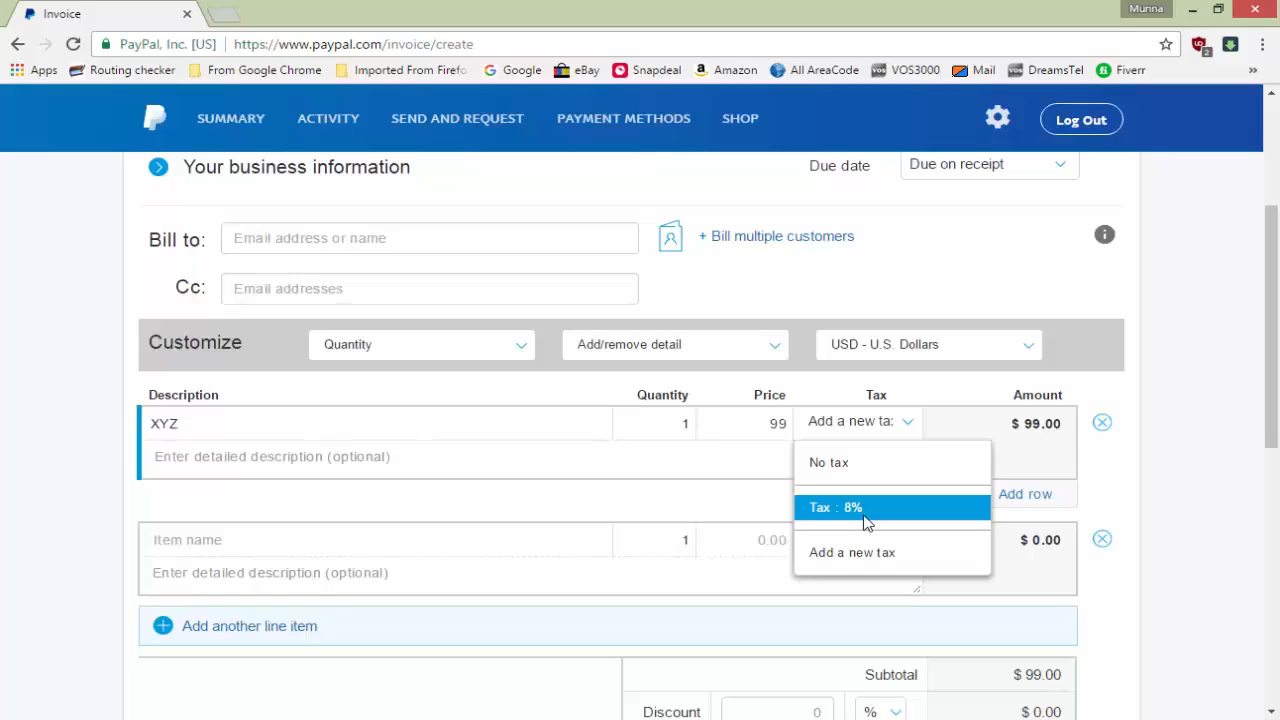 Invoice
Munna
PayPal, Inc. [US] https://www.paypal.com/invoice/create
Apps Routing checker From Google Chrome Imported From Firefo Google eBay Snapdeal Amazon All AreaCode VOS3000 Mail DreamsTel Fiverr »
SUMMARY ACTIVITY SEND AND REQUEST PAYMENT METHODS SHOP Log Out
Your business information Due date Due on receipt
Bill to: Email address or name + Bill multiple customers
Cc: Email addresses
Customize Quantity Add/remove detail USD - U.S. Dollars
Description Quantity Price Tax Amount
XYZ 1 99 Add a new ta: $ 99.00
Enter detailed description (optional)
No tax
Add row
Tax : 8%
Item name 1 0.00 $ 0.00
Add a new tax
Enter detailed description (optional)
Add another line item
Subtotal $ 99.00
Discount 0 % $ 0.00